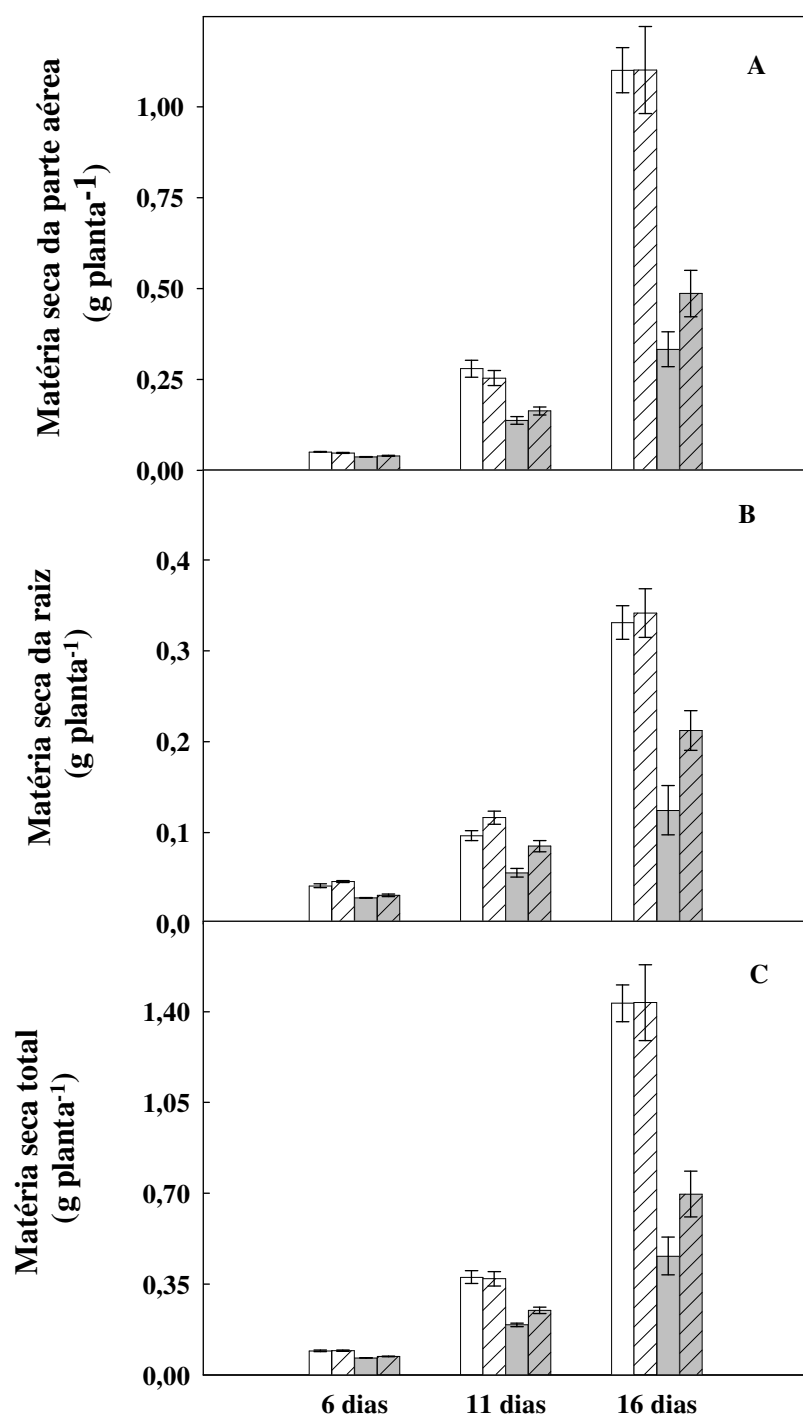 A
Matéria seca da parte aérea
(g planta⁻¹)
1,00
0,75
0,50
0,25
0,00
B
Matéria seca da raiz
(g planta⁻¹)
0,4
0,3
0,2
0,1
0,0
C
Matéria seca total
(g planta⁻¹)
1,40
1,05
0,70
0,35
0,00
6 dias 11 dias 16 dias